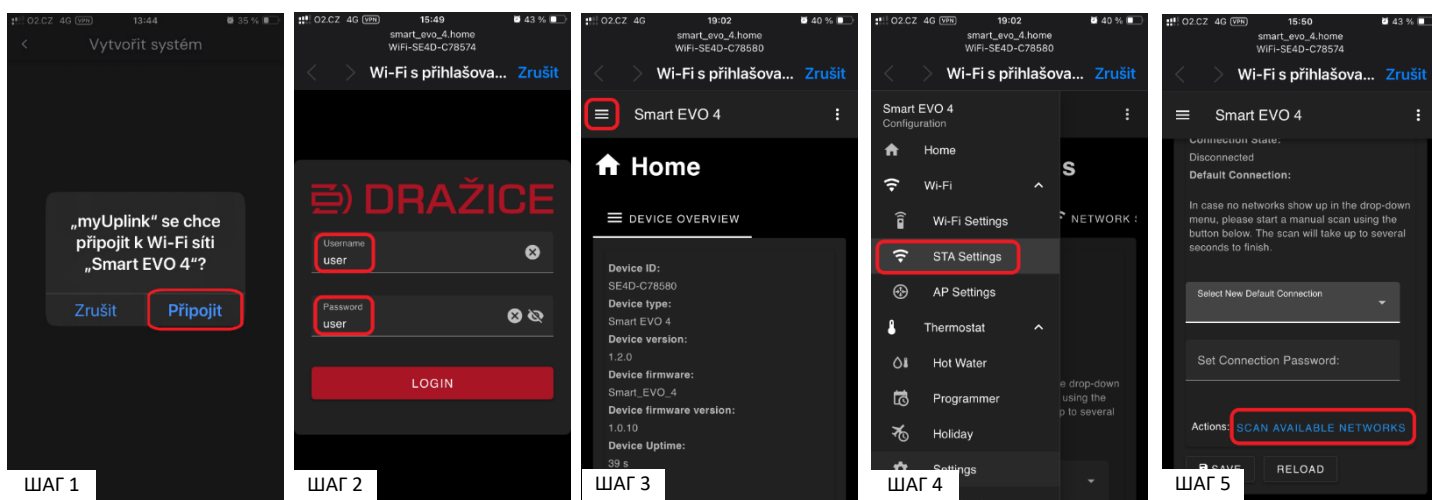 O2.CZ 4G VPN 13:44 35 %
Vytvořit systém
„myUplink“ se chce
připojit k Wi-Fi síti
„Smart EVO 4“?
Zrušit Připojit
ШАГ 1
O2.CZ 4G VPN 15:49 43 %
smart_evo_4.home
WiFi-SE4D-C78574
Wi-Fi s přihlašova... Zrušit
DRAŽICE
Username
user
Password
user
LOGIN
ШАГ 2
O2.CZ 4G 19:02 40 %
smart_evo_4.home
WiFi-SE4D-C78580
Wi-Fi s přihlašova... Zrušit
Smart EVO 4
Home
DEVICE OVERVIEW
Device ID:
SE4D-C78580
Device type:
Smart EVO 4
Device version:
1.2.0
Device firmware:
Smart_EVO_4
Device firmware version:
1.0.10
Device Uptime:
39 s
ШАГ 3
O2.CZ 4G VPN 19:02 40 %
smart_evo_4.home
WiFi-SE4D-C78580
Wi-Fi s přihlašova... Zrušit
Smart EVO 4
Configuration
Home
s
Wi-Fi
Wi-Fi Settings
NETWORK :
STA Settings
AP Settings
Thermostat
Hot Water
e drop-down
Programmer
using the
p to several
Holiday
Settings
ШАГ 4
O2.CZ 4G VPN 15:50 43 %
smart_evo_4.home
WiFi-SE4D-C78574
Wi-Fi s přihlašova... Zrušit
Smart EVO 4
Connection State:
Disconnected
Default Connection:
In case no networks show up in the drop-down
menu, please start a manual scan using the
button below. The scan will take up to several
seconds to finish.
Select New Default Connection
Set Connection Password:
Actions: SCAN AVAILABLE NETWORKS
SAVE RELOAD
ШАГ 5